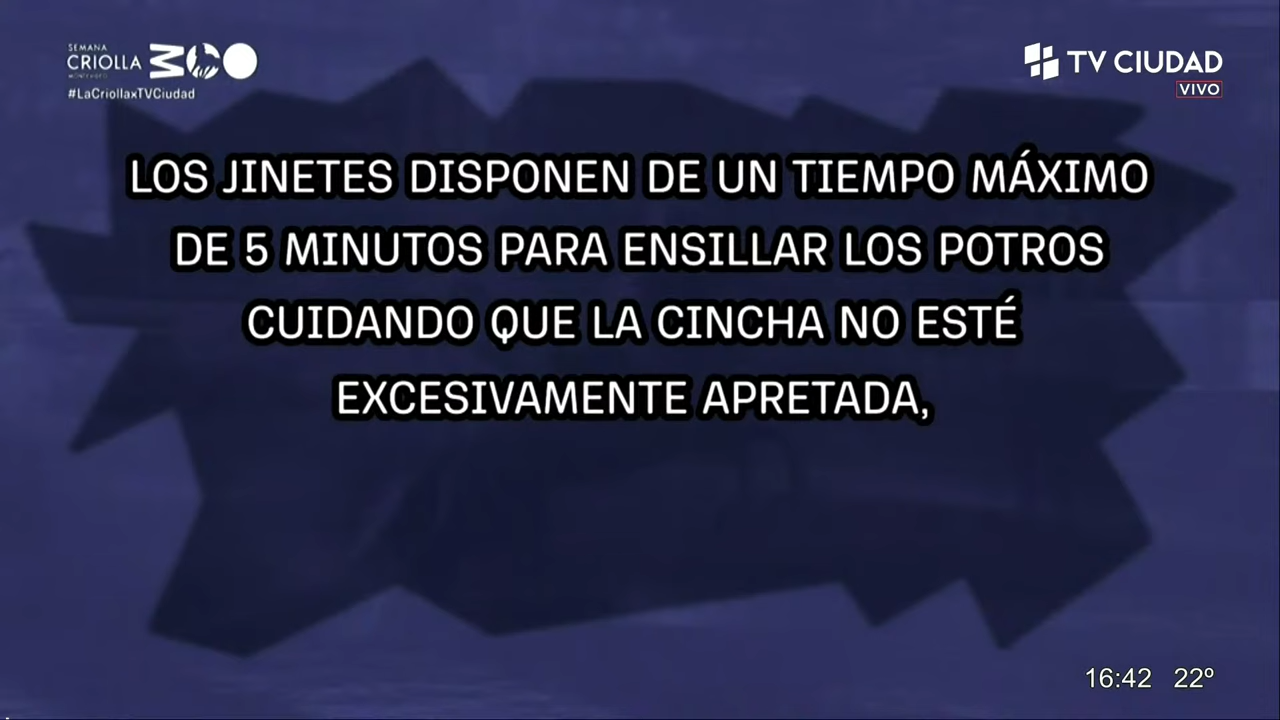 SEMANA
CRIOLLA
MONTEVIDEO
#LaCriollaxTVCiudad
TV CIUDAD
VIVO
LOS JINETES DISPONEN DE UN TIEMPO MÁXIMO
DE 5 MINUTOS PARA ENSILLAR LOS POTROS
CUIDANDO QUE LA CINCHA NO ESTÉ
EXCESIVAMENTE APRETADA,
16:42 22º